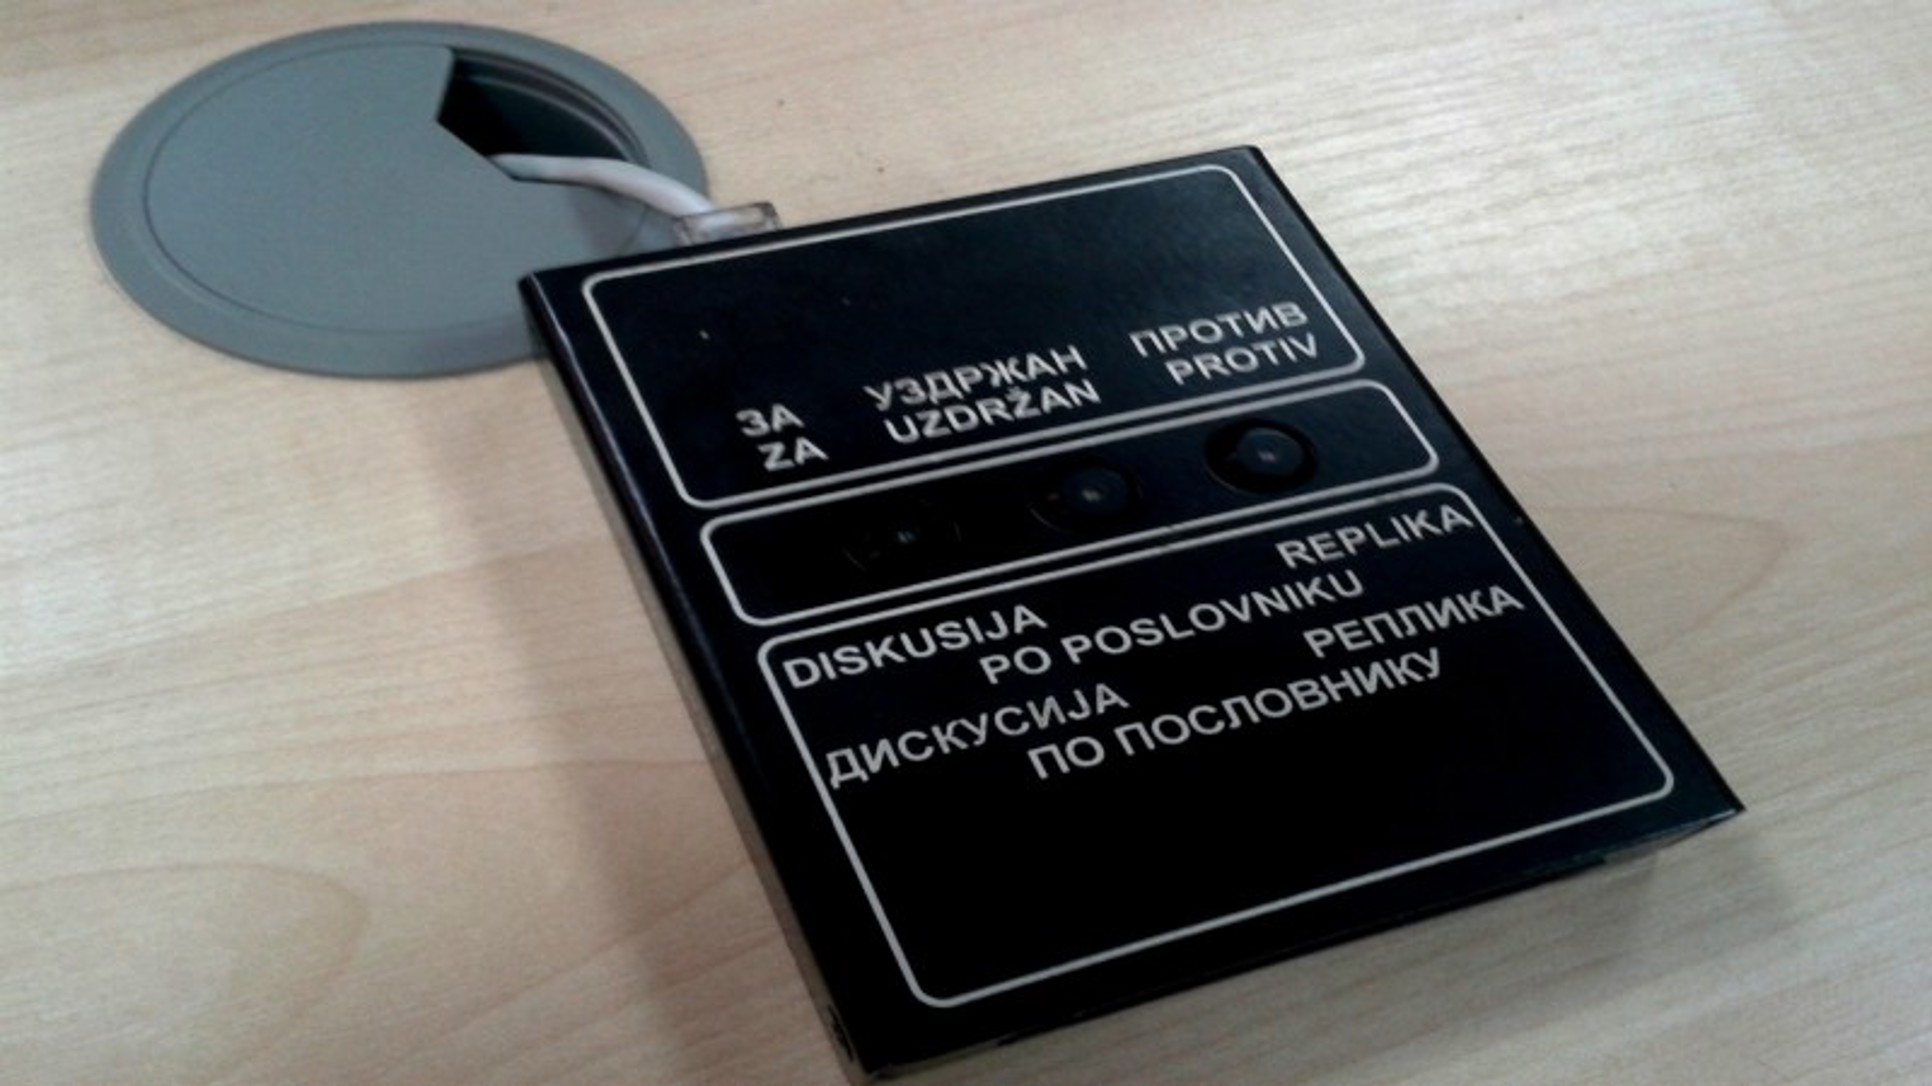 ЗА УЗДРЖАН ПРОТИВ
ZA UZDRŽAN PROTIV
DISKUSIJA REPLIKA
PO POSLOVNIKU
ДИСКУСИЈА РЕПЛИКА
ПО ПОСЛОВНИКУ